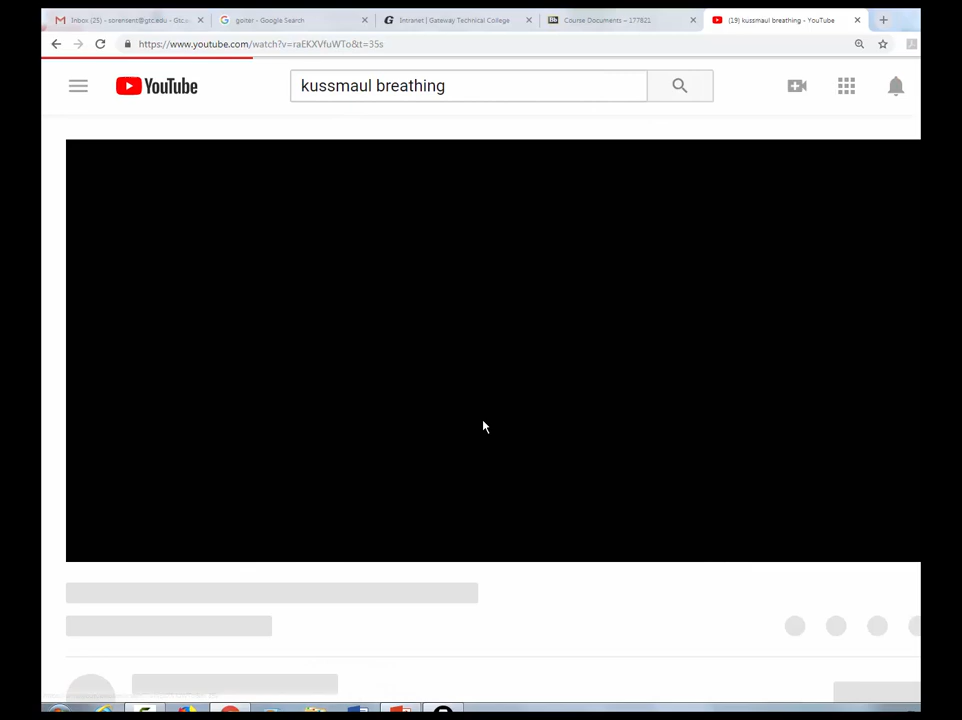 Inbox (25) - sorensent@gtc.edu - Gtc.e
goiter - Google Search
Intranet | Gateway Technical College
Bb Course Documents – 177821
(19) kussmaul breathing - YouTube
https://www.youtube.com/watch?v=raEKXVfuWTo&t=35s
YouTube
kussmaul breathing